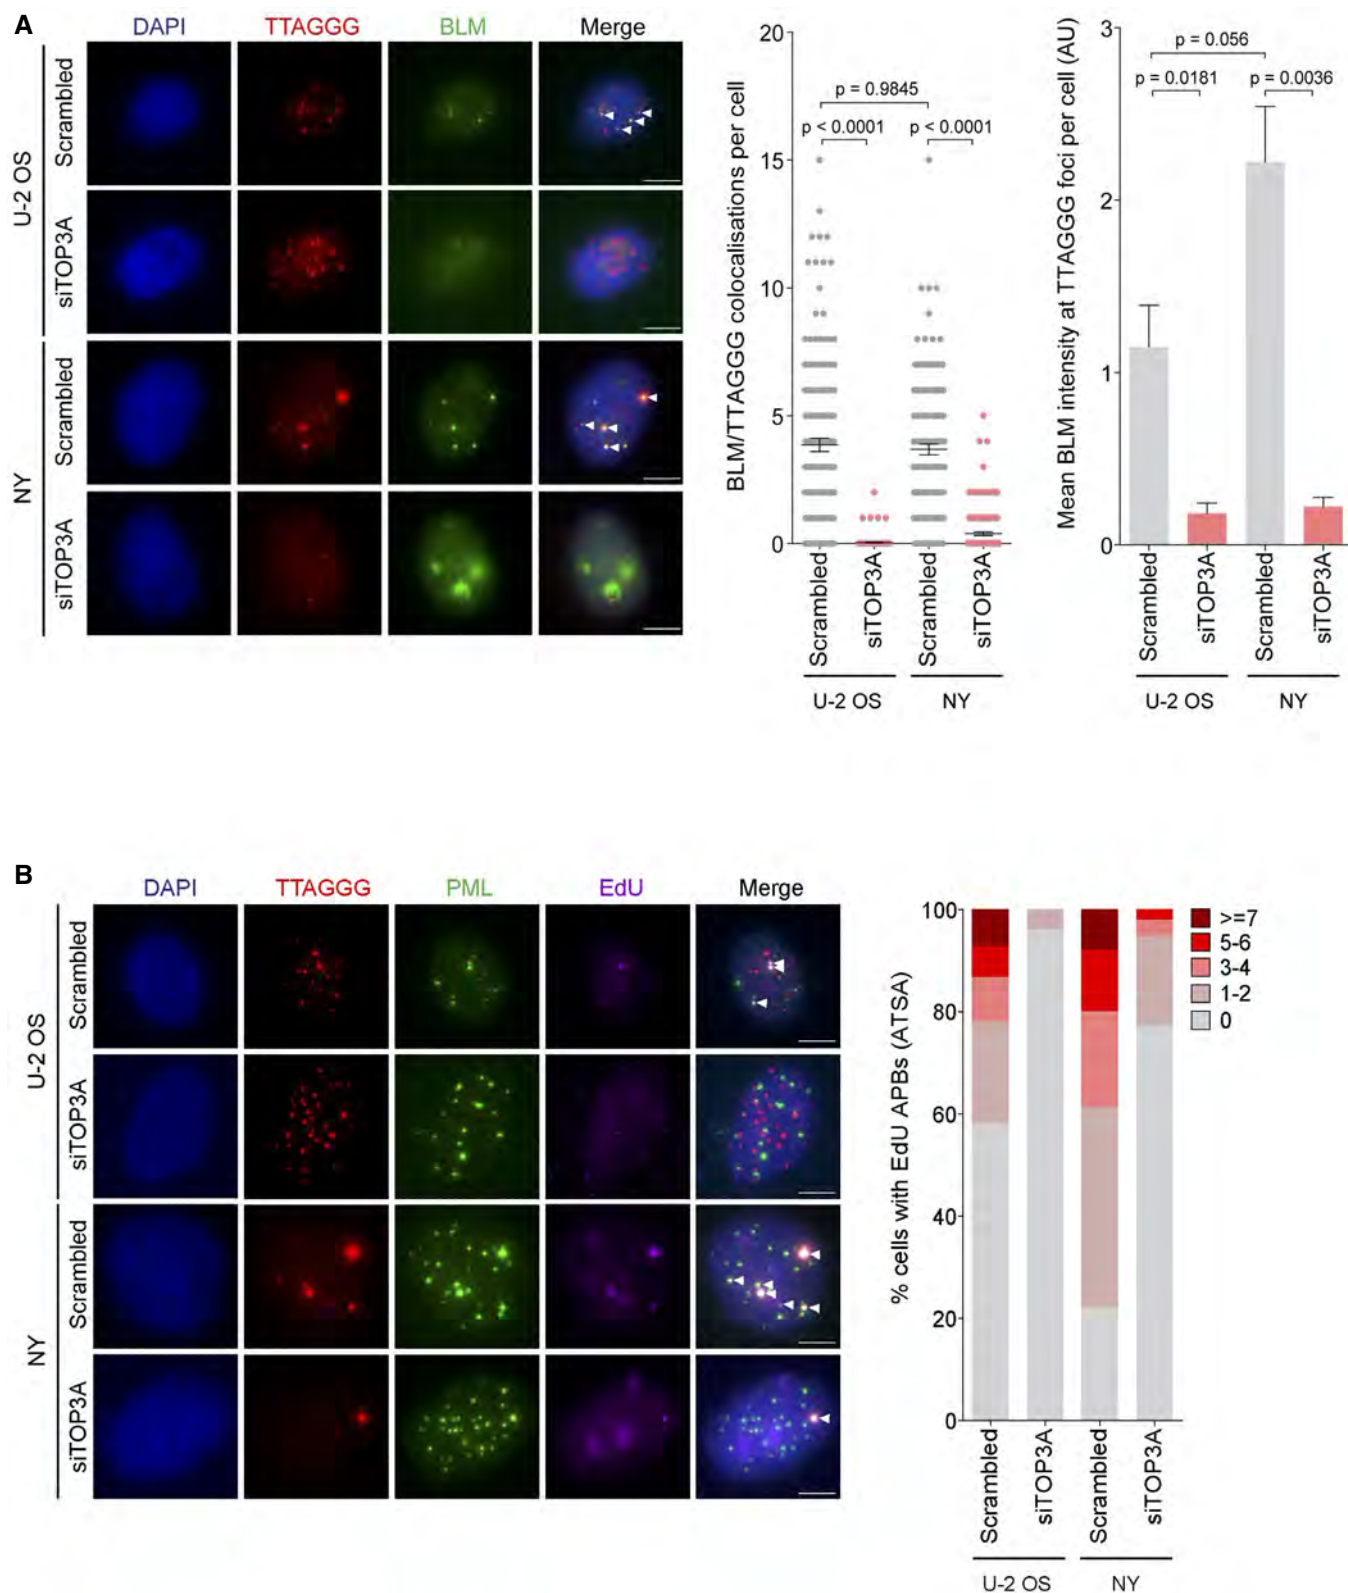 A
DAPI TTAGGG BLM Merge
U-2 OS
Scrambled
siTOP3A
NY
Scrambled
siTOP3A
BLM/TTAGGG colocalisations per cell
20
15
10
5
0
p = 0.9845
p < 0.0001 p < 0.0001
Scrambled siTOP3A Scrambled siTOP3A
U-2 OS NY
Mean BLM intensity at TTAGGG foci per cell (AU)
3
2
1
0
p = 0.056
p = 0.0181 p = 0.0036
Scrambled siTOP3A Scrambled siTOP3A
U-2 OS NY
B
DAPI TTAGGG PML EdU Merge
U-2 OS
Scrambled
siTOP3A
NY
Scrambled
siTOP3A
% cells with EdU APBs (ATSA)
100
80
60
40
20
0
>=7
5-6
3-4
1-2
0
Scrambled siTOP3A Scrambled siTOP3A
U-2 OS NY